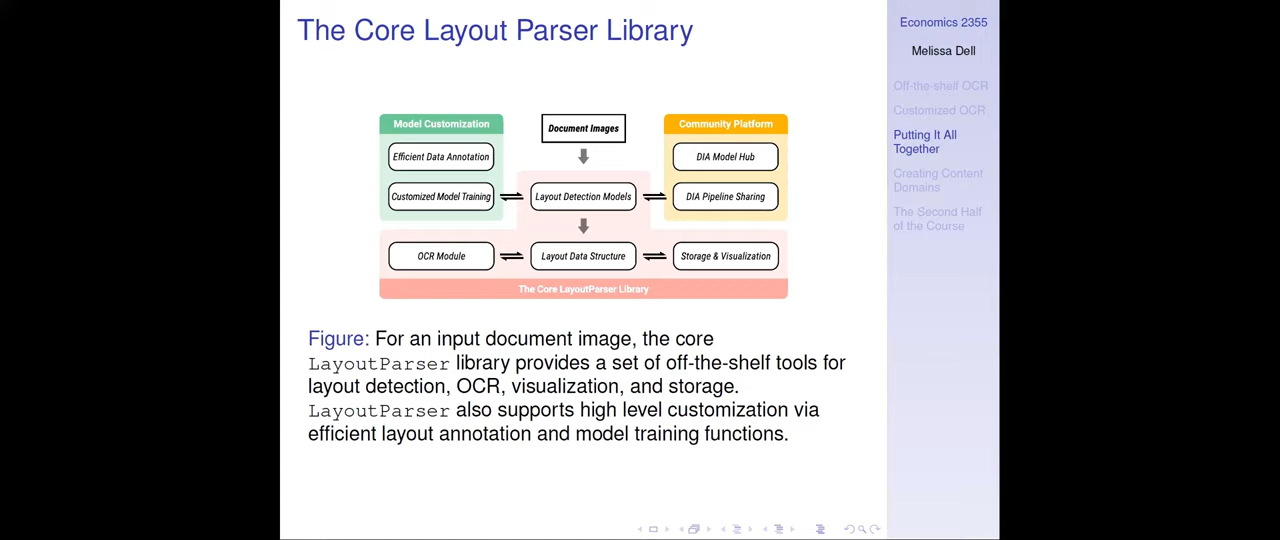 The Core Layout Parser Library
Economics 2355
Melissa Dell
Off-the-shelf OCR
Customized OCR
Putting It All
Together
Creating Content
Domains
The Second Half
of the Course
Model Customization
Document Images
Community Platform
Efficient Data Annotation
DIA Model Hub
Customized Model Training
Layout Detection Models
DIA Pipeline Sharing
OCR Module
Layout Data Structure
Storage & Visualization
The Core LayoutParser Library
Figure: For an input document image, the core
LayoutParser library provides a set of off-the-shelf tools for
layout detection, OCR, visualization, and storage.
LayoutParser also supports high level customization via
efficient layout annotation and model training functions.